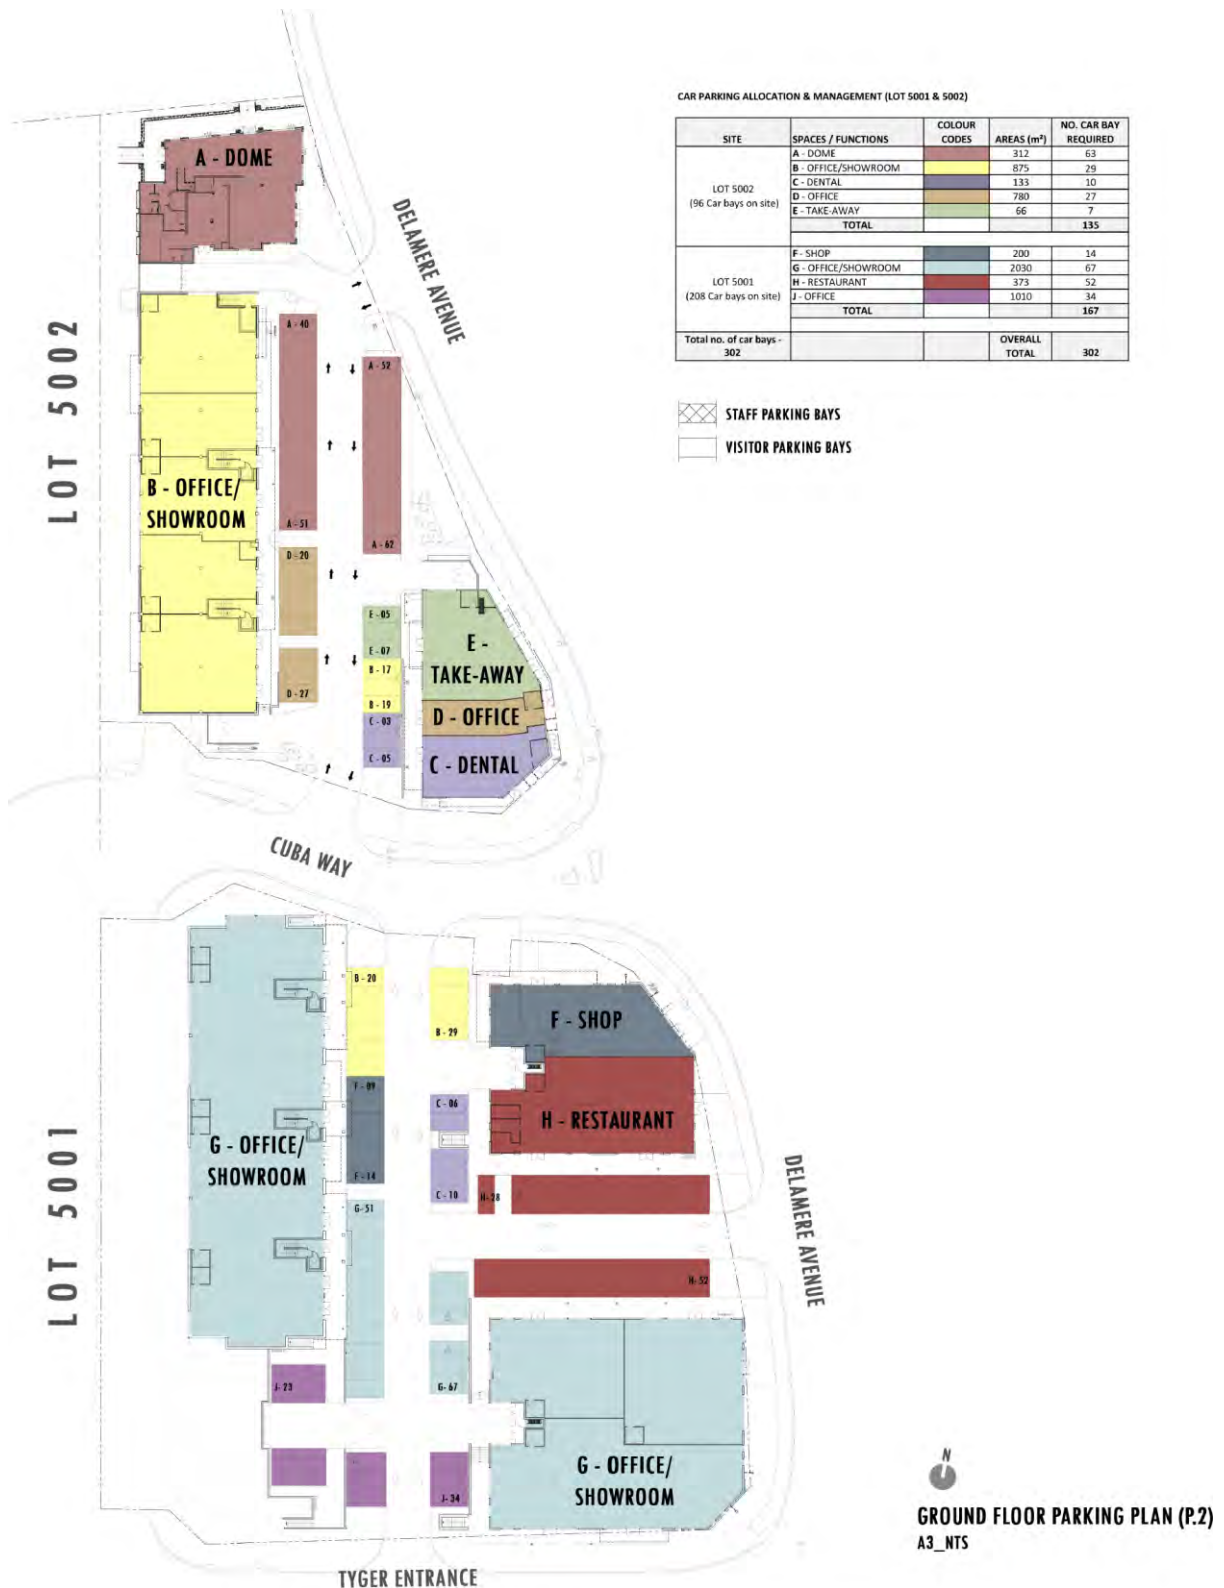 CAR PARKING ALLOCATION & MANAGEMENT (LOT 5001 & 5002)
SITE SPACES / FUNCTIONS COLOUR CODES AREAS (m²) NO. CAR BAY REQUIRED
LOT 5002
(96 Car bays on site)
A - DOME 312 63
B - OFFICE/SHOWROOM 875 29
C - DENTAL 133 10
D - OFFICE 780 27
E - TAKE-AWAY 66 7
TOTAL 135
LOT 5001
(208 Car bays on site)
F - SHOP 200 14
G - OFFICE/SHOWROOM 2030 67
H - RESTAURANT 373 52
J - OFFICE 1010 34
TOTAL 167
Total no. of car bays - 302 OVERALL TOTAL 302
STAFF PARKING BAYS
VISITOR PARKING BAYS
A - DOME
DELAMERE AVENUE
LOT 5002
A - 40
A - 52
B - OFFICE/
SHOWROOM
A - 51
A - 62
D - 20
E - 05
E - 07
E -
TAKE-AWAY
B - 17
D - 27
B - 19
D - OFFICE
C - 03
C - 05
C - DENTAL
CUBA WAY
B - 20
B - 29
F - SHOP
F - 09
C - 06
H - RESTAURANT
LOT 5001
G - OFFICE/
SHOWROOM
F - 14
C - 10
H- 28
G- 51
DELAMERE AVENUE
H- 52
J- 23
G- 67
G - OFFICE/
SHOWROOM
J- 34
N
GROUND FLOOR PARKING PLAN (P.2)
A3_NTS
TYGER ENTRANCE